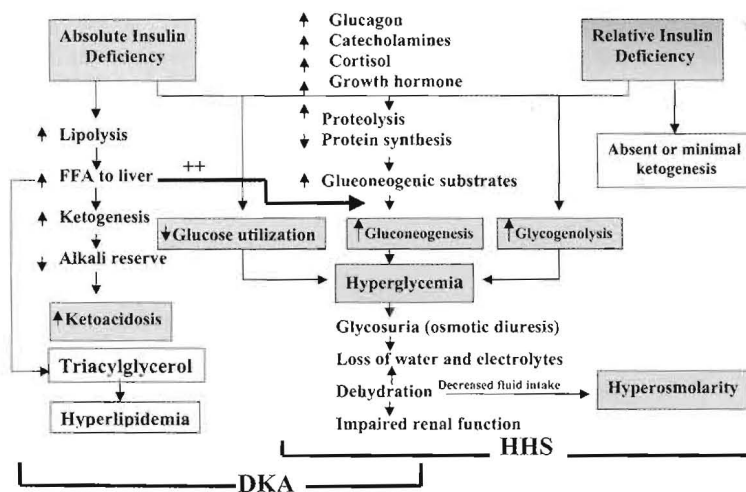 Absolute Insulin
Deficiency
Glucagon
Catecholamines
Cortisol
Growth hormone
Relative Insulin
Deficiency
Lipolysis
FFA to liver
++
Ketogenesis
Alkali reserve
Ketoacidosis
Triacylglycerol
Hyperlipidemia
Proteolysis
Protein synthesis
Gluconeogenic substrates
Absent or minimal
ketogenesis
Glucose utilization
Gluconeogenesis
Glycogenolysis
Hyperglycemia
Glycosuria (osmotic diuresis)
Loss of water and electrolytes
Dehydration
Decreased fluid intake
Hyperosmolarity
Impaired renal function
HHS
DKA